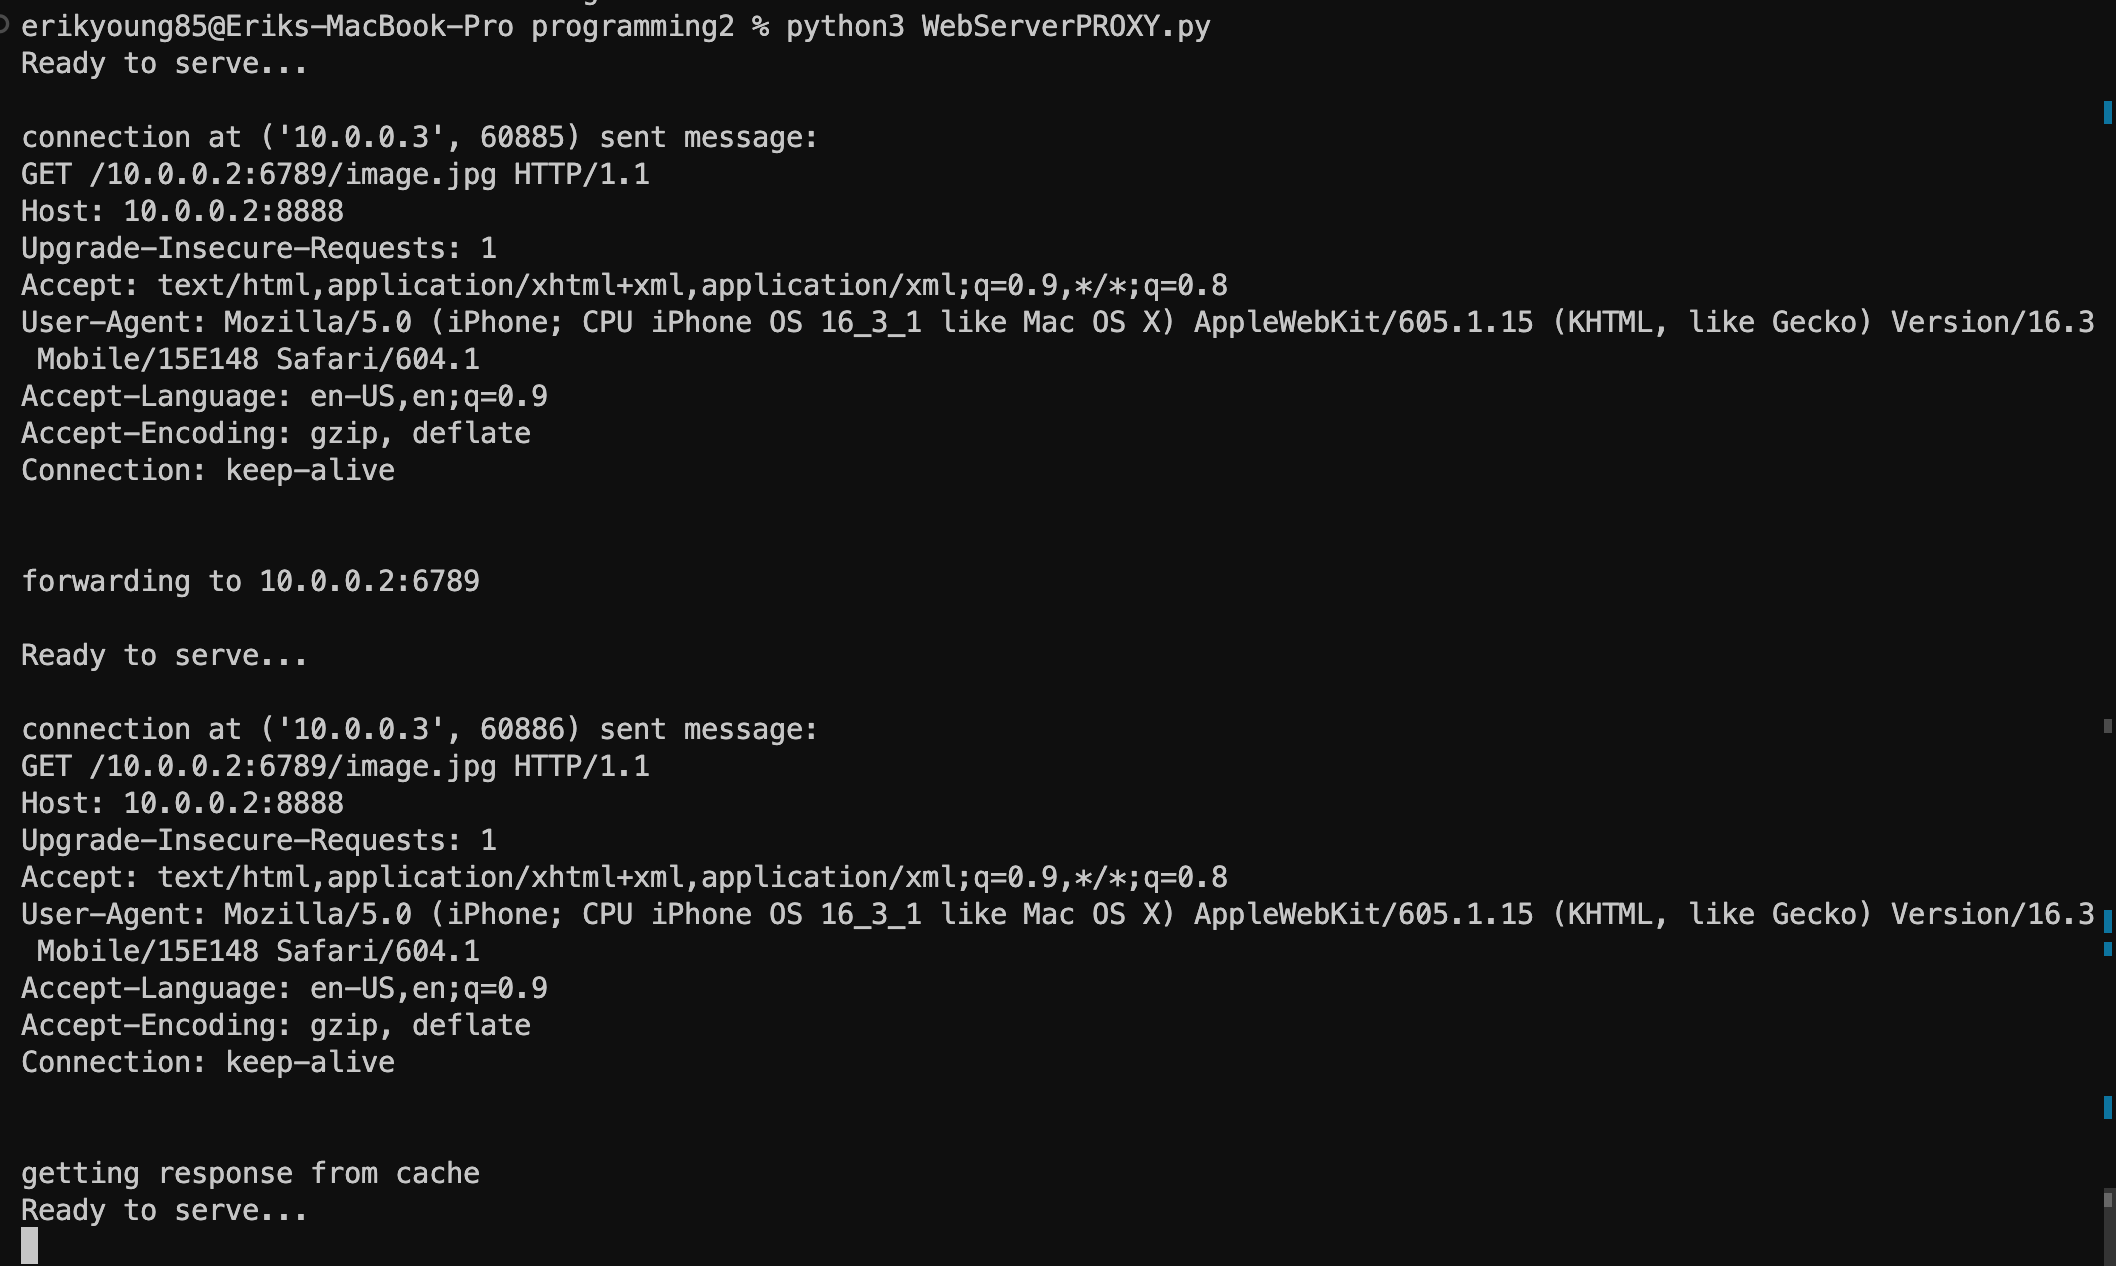 erikyoung85@Eriks-MacBook-Pro programming2 % python3 WebServerPROXY.py
Ready to serve...
connection at ('10.0.0.3', 60885) sent message:
GET /10.0.0.2:6789/image.jpg HTTP/1.1
Host: 10.0.0.2:8888
Upgrade-Insecure-Requests: 1
Accept: text/html,application/xhtml+xml,application/xml;q=0.9,*/*;q=0.8
User-Agent: Mozilla/5.0 (iPhone; CPU iPhone OS 16_3_1 like Mac OS X) AppleWebKit/605.1.15 (KHTML, like Gecko) Version/16.3
Mobile/15E148 Safari/604.1
Accept-Language: en-US,en;q=0.9
Accept-Encoding: gzip, deflate
Connection: keep-alive
forwarding to 10.0.0.2:6789
Ready to serve...
connection at ('10.0.0.3', 60886) sent message:
GET /10.0.0.2:6789/image.jpg HTTP/1.1
Host: 10.0.0.2:8888
Upgrade-Insecure-Requests: 1
Accept: text/html,application/xhtml+xml,application/xml;q=0.9,*/*;q=0.8
User-Agent: Mozilla/5.0 (iPhone; CPU iPhone OS 16_3_1 like Mac OS X) AppleWebKit/605.1.15 (KHTML, like Gecko) Version/16.3
Mobile/15E148 Safari/604.1
Accept-Language: en-US,en;q=0.9
Accept-Encoding: gzip, deflate
Connection: keep-alive
getting response from cache
Ready to serve...